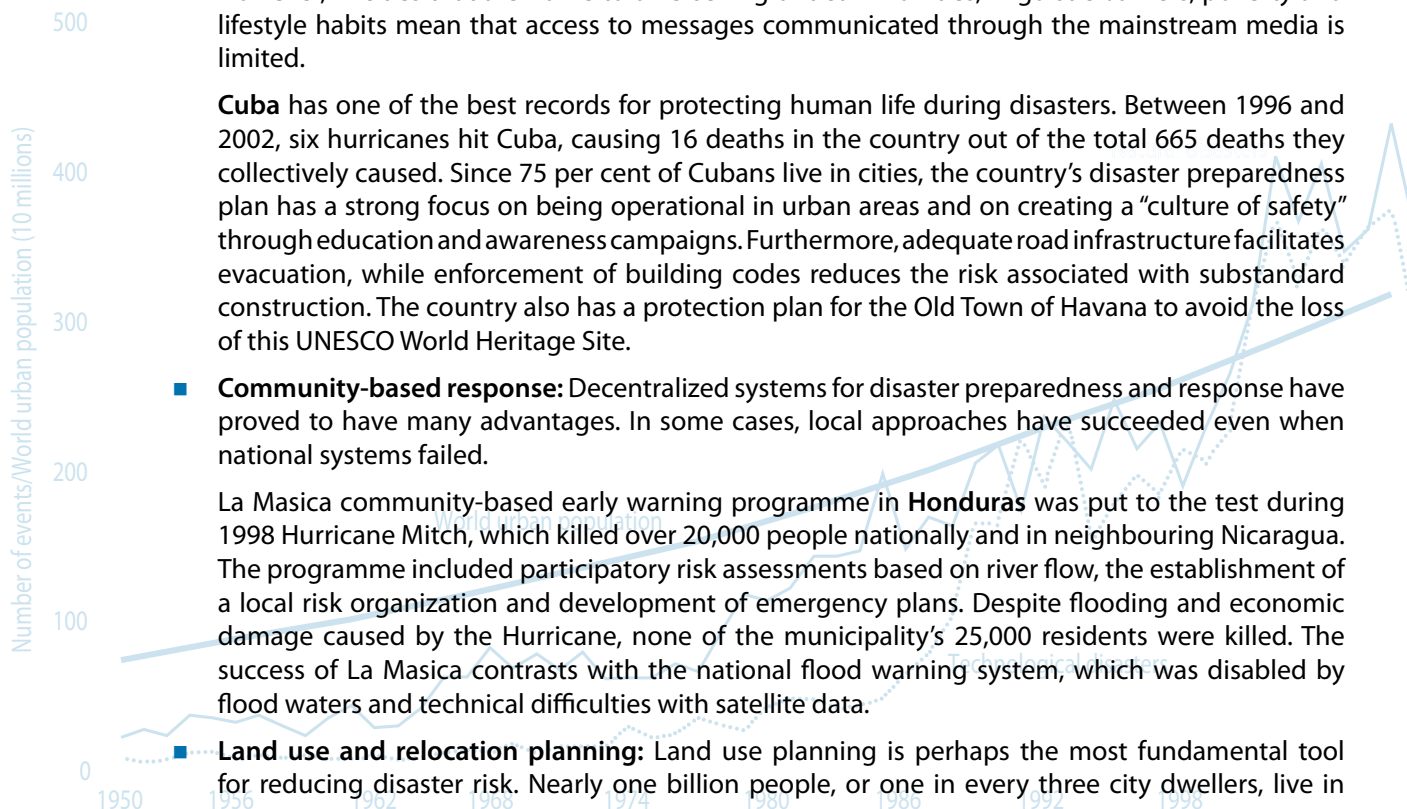 lifestyle habits mean that access to messages communicated through the mainstream media is
limited.
Cuba has one of the best records for protecting human life during disasters. Between 1996 and
2002, six hurricanes hit Cuba, causing 16 deaths in the country out of the total 665 deaths they
collectively caused. Since 75 per cent of Cubans live in cities, the country’s disaster preparedness
plan has a strong focus on being operational in urban areas and on creating a “culture of safety”
through education and awareness campaigns. Furthermore, adequate road infrastructure facilitates
evacuation, while enforcement of building codes reduces the risk associated with substandard
construction. The country also has a protection plan for the Old Town of Havana to avoid the loss
of this UNESCO World Heritage Site.
■ Community-based response: Decentralized systems for disaster preparedness and response have
proved to have many advantages. In some cases, local approaches have succeeded even when
national systems failed.
La Masica community-based early warning programme in Honduras was put to the test during
1998 Hurricane Mitch, which killed over 20,000 people nationally and in neighbouring Nicaragua.
The programme included participatory risk assessments based on river flow, the establishment of
a local risk organization and development of emergency plans. Despite flooding and economic
damage caused by the Hurricane, none of the municipality’s 25,000 residents were killed. The
success of La Masica contrasts with the national flood warning system, which was disabled by
flood waters and technical difficulties with satellite data.
■ Land use and relocation planning: Land use planning is perhaps the most fundamental tool
for reducing disaster risk. Nearly one billion people, or one in every three city dwellers, live in
Number of events/World urban population (10 millions)
500
400
300
200
100
0
1950 1956 1962 1968 1974 1980 1986 1992 1998
World urban population
Technological disasters